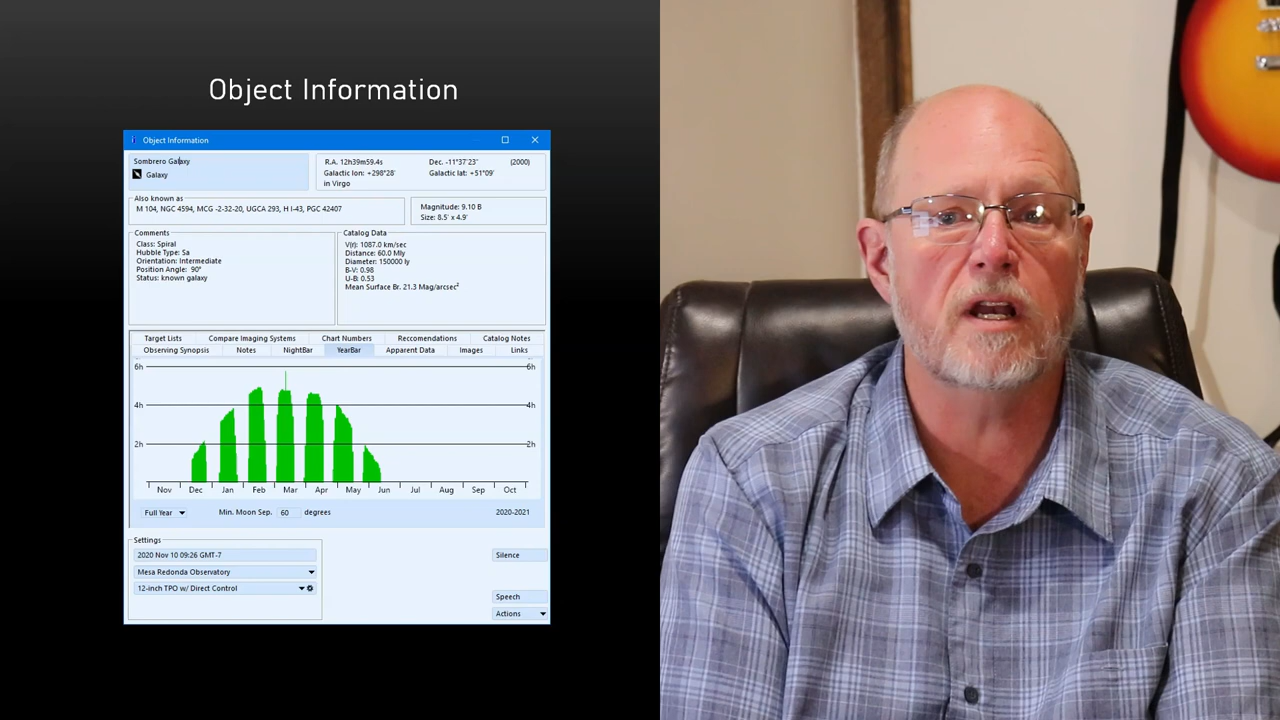 Object Information
Object Information
Sombrero Galaxy
Galaxy
R.A. 12h39m59.4s Dec. -11°37'23" (2000)
Galactic lon: +298°28' Galactic lat: +51°09'
in Virgo
Also known as
M 104, NGC 4594, MCG -2-32-20, UGCA 293, H I-43, PGC 42407
Magnitude: 9.10 B
Size: 8.5' x 4.9'
Comments
Class: Spiral
Hubble Type: Sa
Orientation: Intermediate
Position Angle: 90°
Status: known galaxy
Catalog Data
V(r): 1087.0 km/sec
Distance: 60.0 Mly
Diameter: 150000 ly
B-V: 0.98
U-B: 0.53
Mean Surface Br. 21.3 Mag/arcsec²
Target Lists Compare Imaging Systems Chart Numbers Reccomendations Catalog Notes
Observing Synopsis Notes NightBar YearBar Apparent Data Images Links
6h 6h
4h 4h
2h 2h
Nov Dec Jan Feb Mar Apr May Jun Jul Aug Sep Oct
Full Year Min. Moon Sep. 60 degrees 2020-2021
Settings
2020 Nov 10 09:26 GMT-7
Mesa Redonda Observatory
12-inch TPO w/ Direct Control
Silence
Speech
Actions